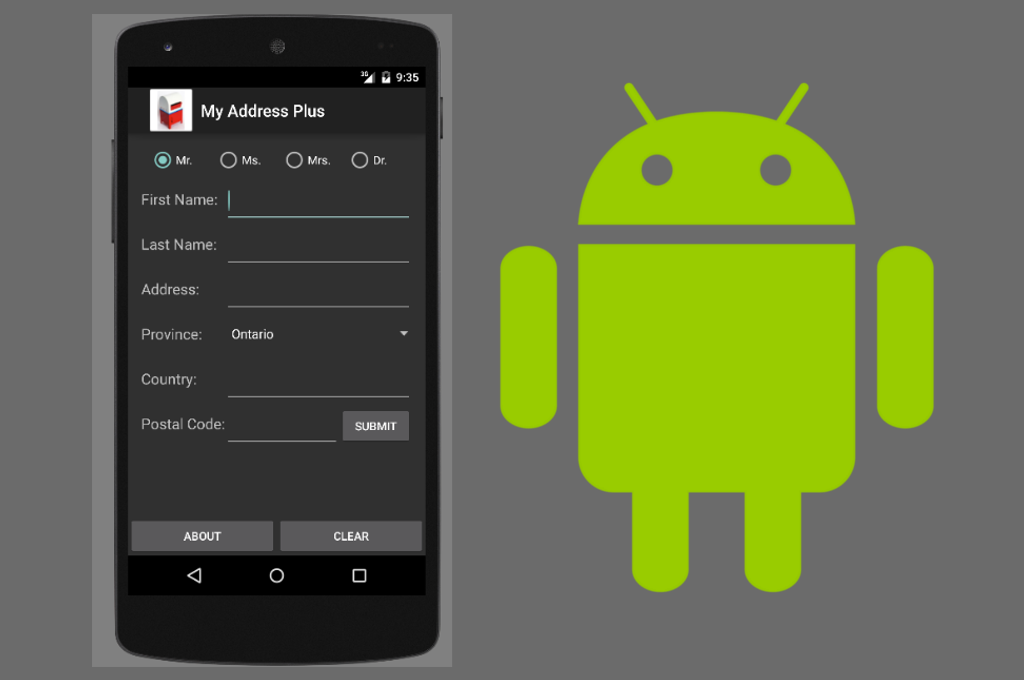 3G 9:35
My Address Plus
Mr. Ms. Mrs. Dr.
First Name:
Last Name:
Address:
Province: Ontario
Country:
Postal Code: SUBMIT
ABOUT CLEAR